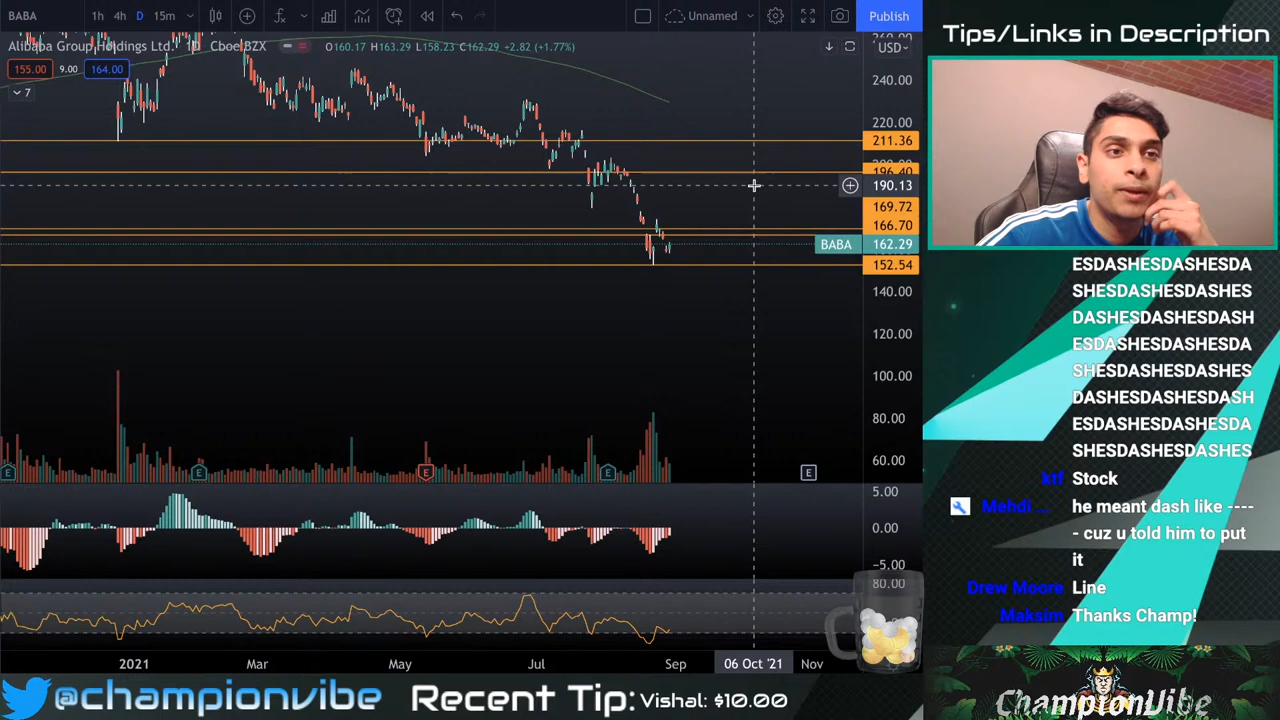 BABA
1h 4h D 15m
Unnamed
Publish
Tips/Links in Description
Alibaba Group Holdings Ltd. · 1D · Cboe BZX
O160.17 H163.29 L158.23 C162.29 +2.82 (+1.77%)
USD
155.00 9.00 164.00
7
240.00
220.00
211.36
196.40
190.13
169.72
166.70
BABA 162.29
152.54
140.00
120.00
100.00
80.00
60.00
E E E E E
5.00
0.00
−5.00
80.00
2021 Mar May Jul Sep 06 Oct '21 Nov
ESDASHESDASHESDA
SHESDASHESDASHES
DASHESDASHESDASH
ESDASHESDASHESDA
SHESDASHESDASHES
DASHESDASHESDASH
ESDASHESDASHESDA
SHESDASHESDASHES
ktf Stock
Mehdi ... he meant dash like ----
- cuz u told him to put
it
Drew Moore Line
Maksim Thanks Champ!
@championvibe Recent Tip: Vishal: $10.00
ChampionVibe